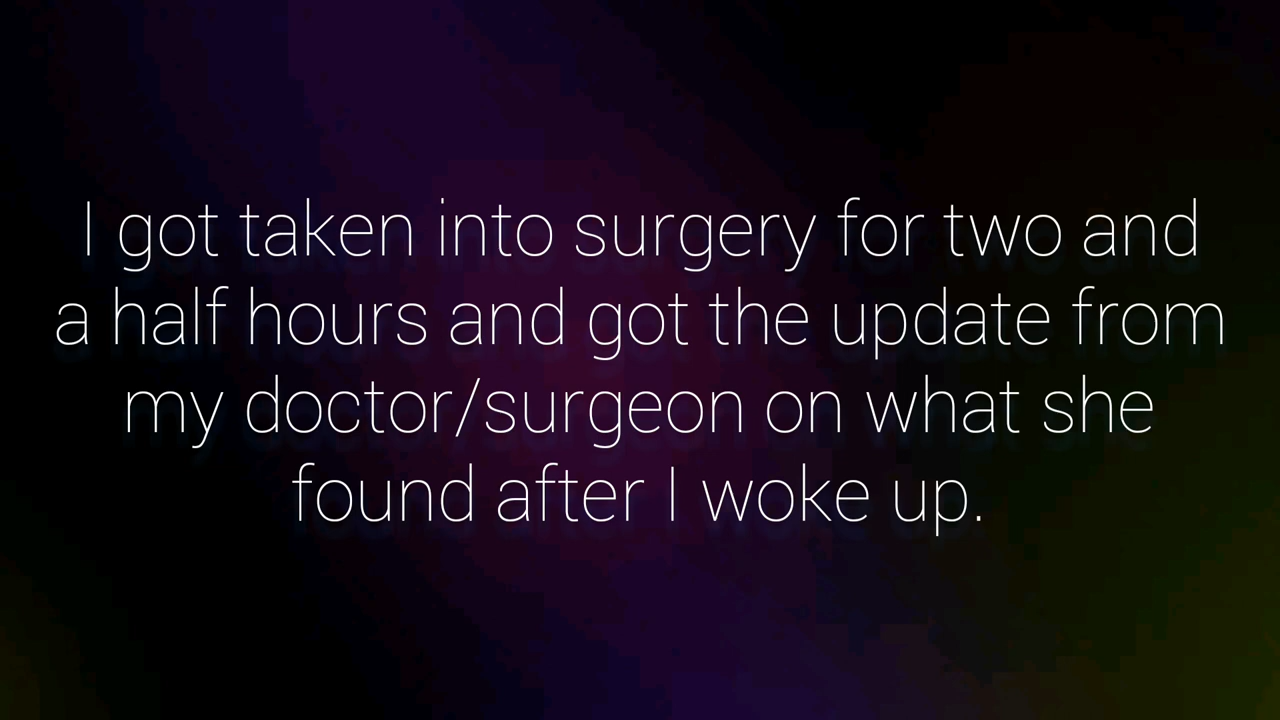 I got taken into surgery for two and
a half hours and got the update from
my doctor/surgeon on what she
found after I woke up.